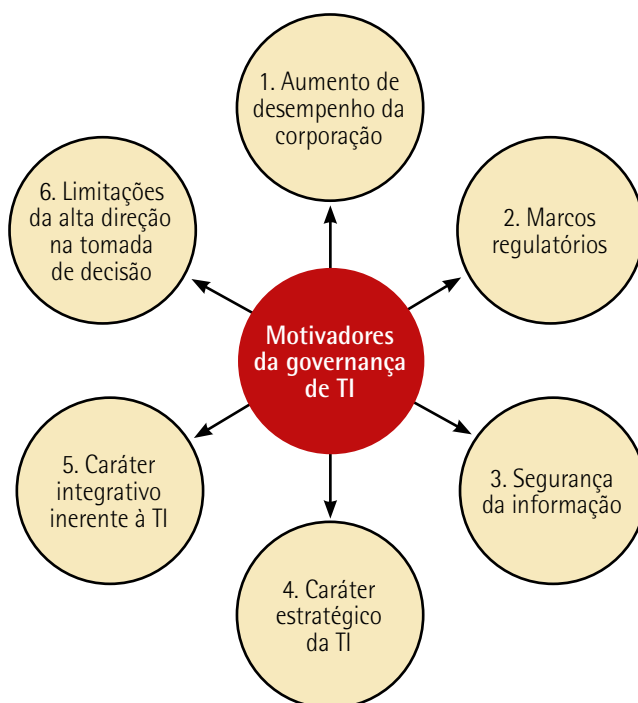 1. Aumento de
desempenho da
corporação
2. Marcos
regulatórios
3. Segurança
da informação
4. Caráter
estratégico
da TI
5. Caráter
integrativo
inerente à TI
6. Limitações
da alta direção
na tomada
de decisão
Motivadores
da governança
de TI